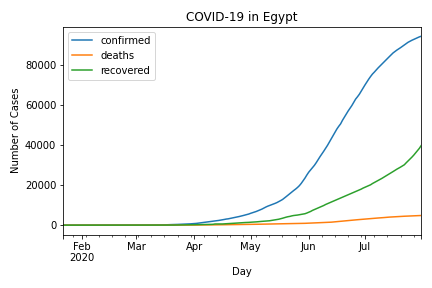 COVID-19 in Egypt
confirmed
deaths
recovered
Number of Cases
80000
60000
40000
20000
0
Feb Mar Apr May Jun Jul
2020
Day